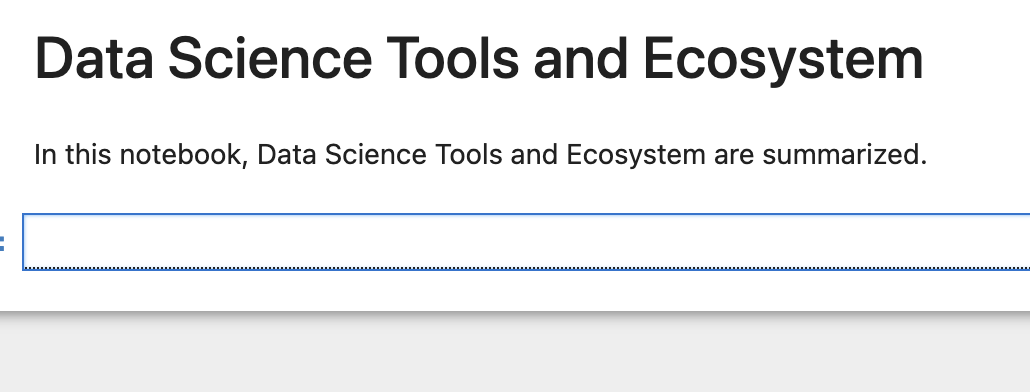 Data Science Tools and Ecosystem
In this notebook, Data Science Tools and Ecosystem are summarized.
: